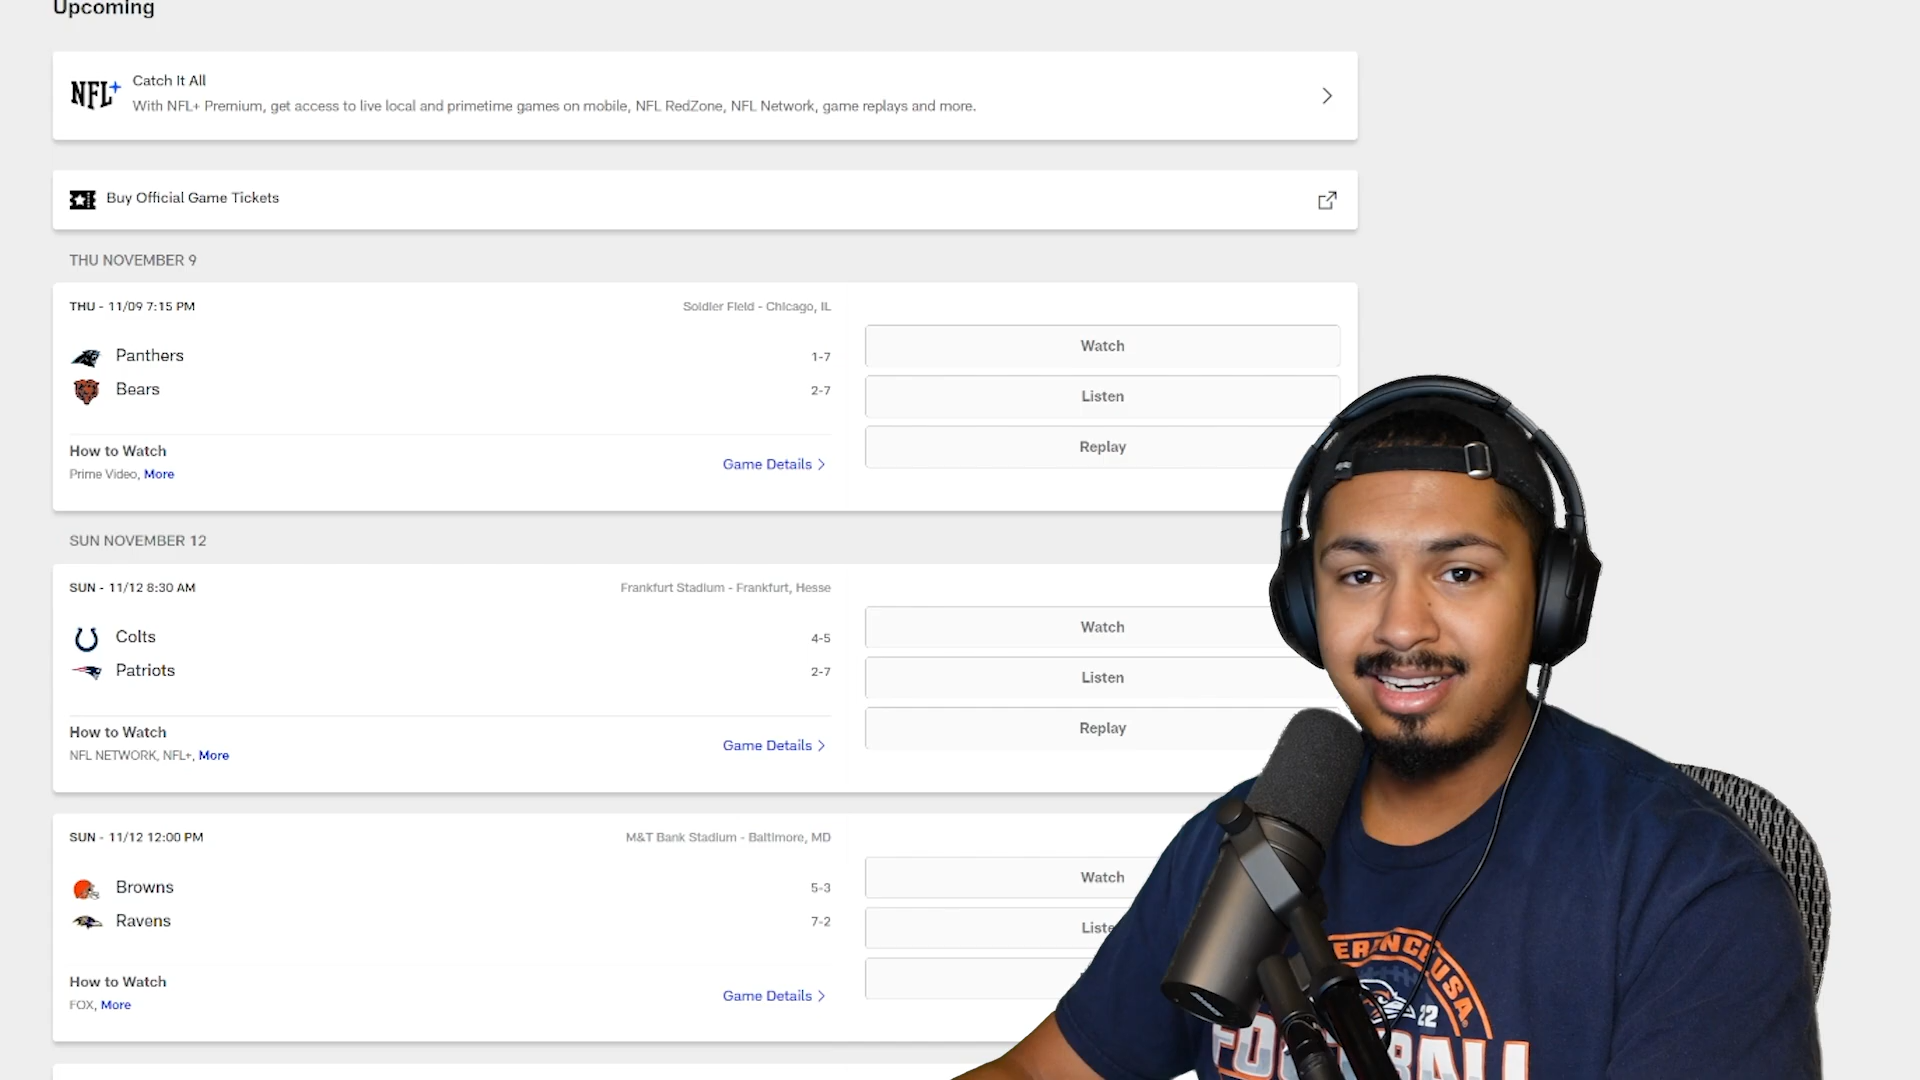 Upcoming
NFL+
Catch It All
With NFL+ Premium, get access to live local and primetime games on mobile, NFL RedZone, NFL Network, game replays and more.
Buy Official Game Tickets
THU NOVEMBER 9
THU - 11/09 7:15 PM
Soldier Field - Chicago, IL
Panthers
1-7
Bears
2-7
How to Watch
Prime Video, More
Game Details
Watch
Listen
Replay
SUN NOVEMBER 12
SUN - 11/12 8:30 AM
Frankfurt Stadium - Frankfurt, Hesse
Colts
4-5
Patriots
2-7
How to Watch
NFL NETWORK, NFL+, More
Game Details
Watch
Listen
Replay
SUN - 11/12 12:00 PM
M&T Bank Stadium - Baltimore, MD
Browns
5-3
Ravens
7-2
How to Watch
FOX, More
Game Details
Watch
Liste
ERENCE USA
22